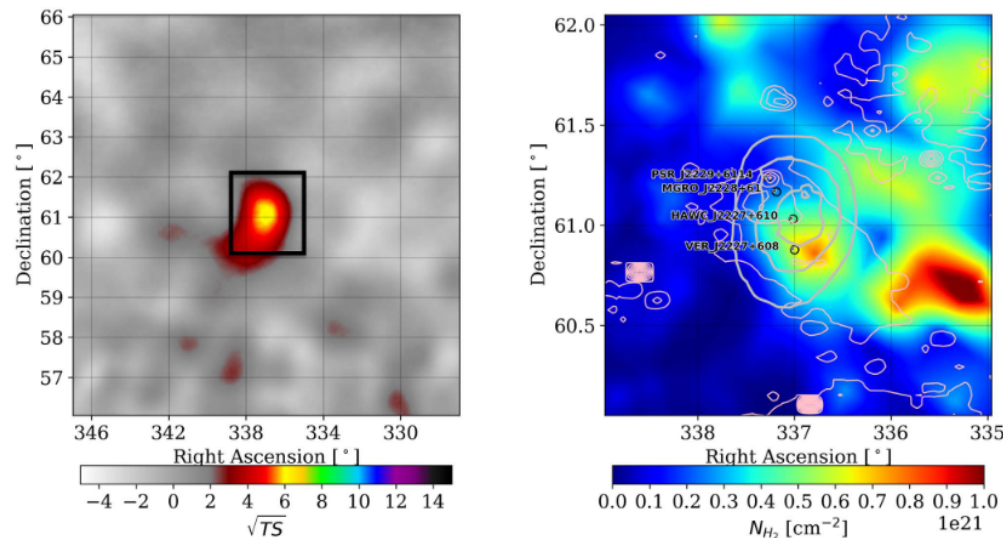 66
65
64
63
62
61
60
59
58
57
Declination [°]
346
342
338
334
330
Right Ascension [°]
−4
−2
0
2
4
6
8
10
12
14
√TS
62.0
61.5
61.0
60.5
Declination [°]
PSR_J2229+6114
MGRO_J2228+61
HAWC_J2227+610
VER_J2227+608
338
337
336
335
Right Ascension [°]
0.0 0.1 0.2 0.3 0.4 0.5 0.6 0.7 0.8 0.9 1.0
1e21
N_{H_2} [cm^{-2}]